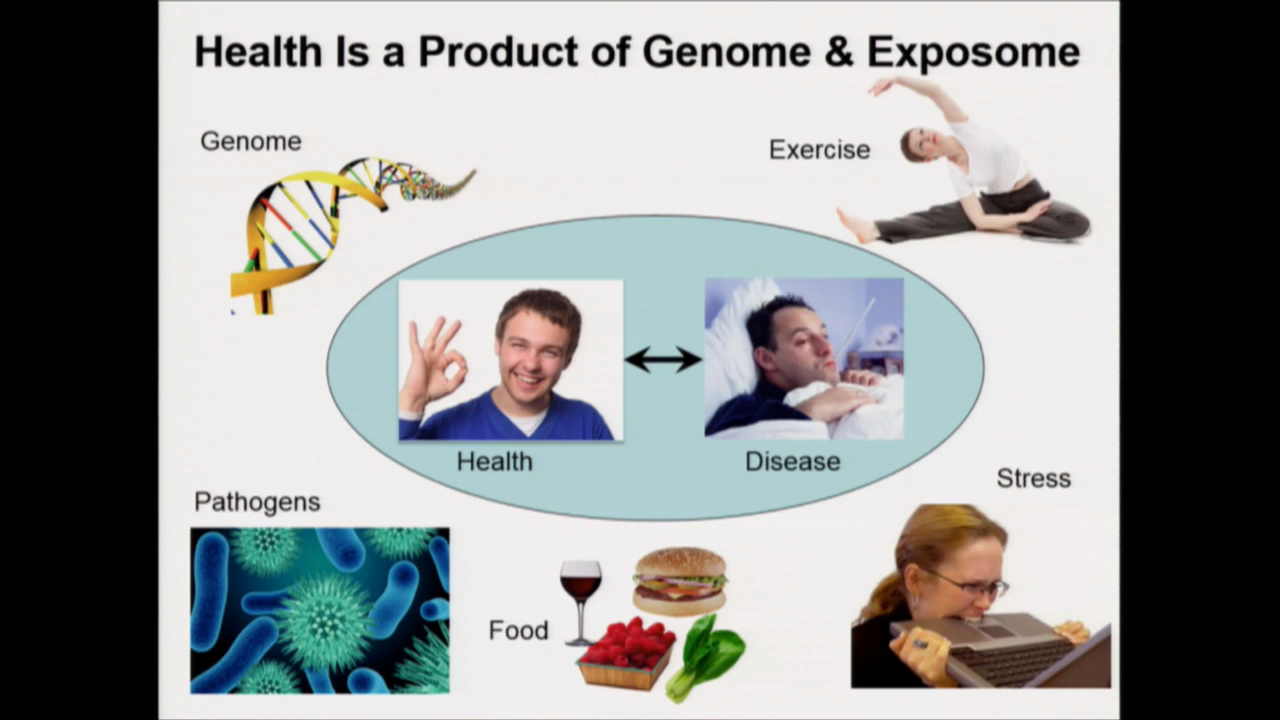 Health Is a Product of Genome & Exposome
Genome
Exercise
Health
Disease
Stress
Pathogens
Food